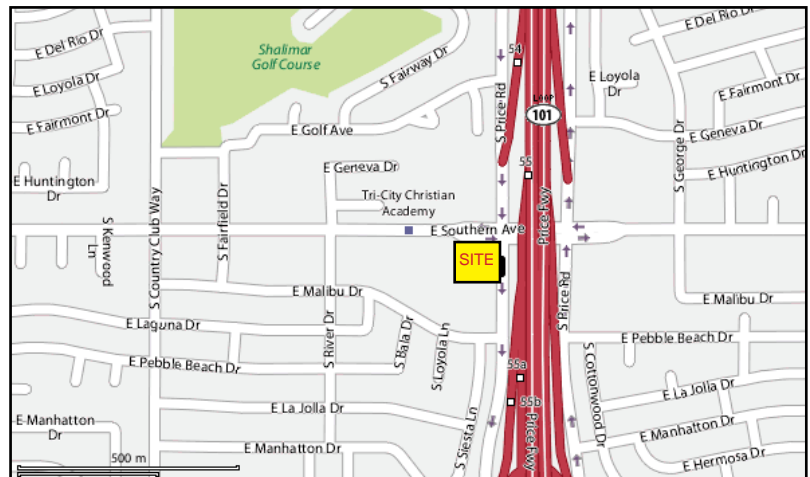 E Del Rio Dr
E Del Rio Dr
Shalimar
Golf Course
S Fairway Dr
54
E Loyola Dr
E Loyola
Dr
E Fairmont Dr
S Price Rd
LOOP
101
E Fairmont Dr
E Golf Ave
E Geneva Dr
S George Dr
E Geneva Dr
55
E Huntington Dr
E Huntington
Dr
Tri-City Christian
Academy
S Country Club Way
S Fairfield Dr
S Kenwood
Ln
E Southern Ave
Price Fwy
SITE
E Malibu Dr
S Price Rd
E Malibu Dr
E Laguna Dr
S River Dr
S Bala Dr
S Loyola Ln
E Pebble Beach Dr
E Pebble Beach Dr
55a
S Cottonwood Dr
E La Jolla Dr
55b
E La Jolla Dr
E Manhatton
Dr
S Siesta Ln
Price Fwy
E Manhatton Dr
E Manhatton Dr
500 m
E Hermosa Dr